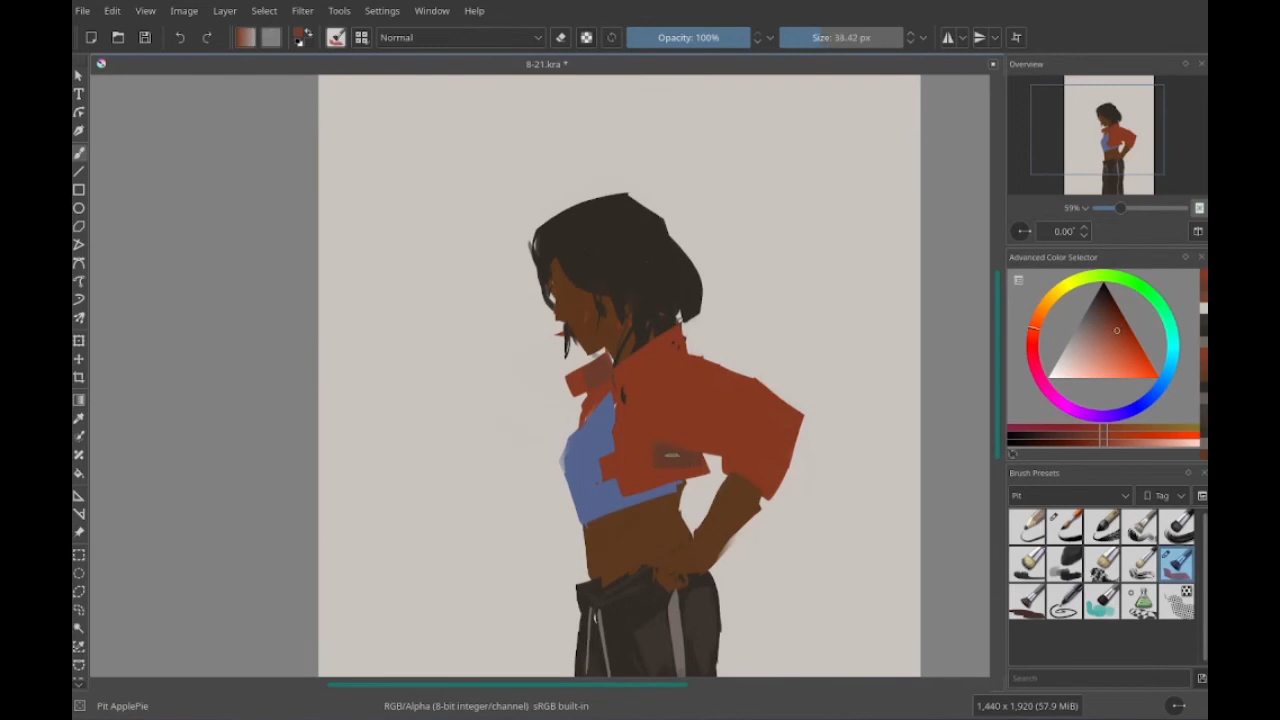 File Edit View Image Layer Select Filter Tools Settings Window Help
Normal Opacity: 100% Size: 38.42 px
8-21.kra *
Overview
59%
0.00°
Advanced Color Selector
Brush Presets
Pit Tag
Search
Pit ApplePie RGB/Alpha (8-bit integer/channel) sRGB built-in 1,440 x 1,920 (57.9 MiB)